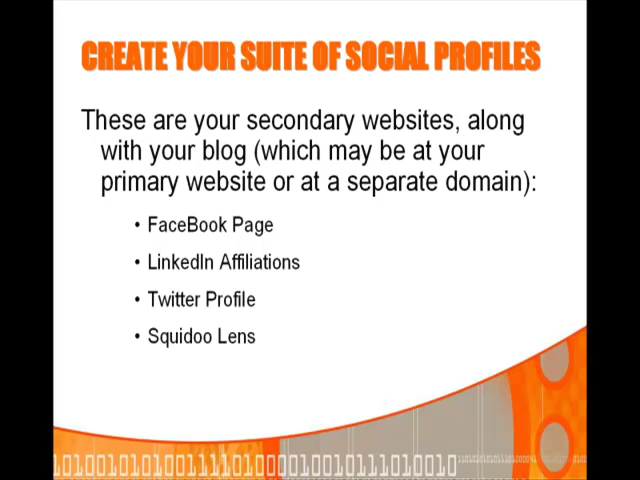 CREATE YOUR SUITE OF SOCIAL PROFILES
These are your secondary websites, along
with your blog (which may be at your
primary website or at a separate domain):
• FaceBook Page
• LinkedIn Affiliations
• Twitter Profile
• Squidoo Lens